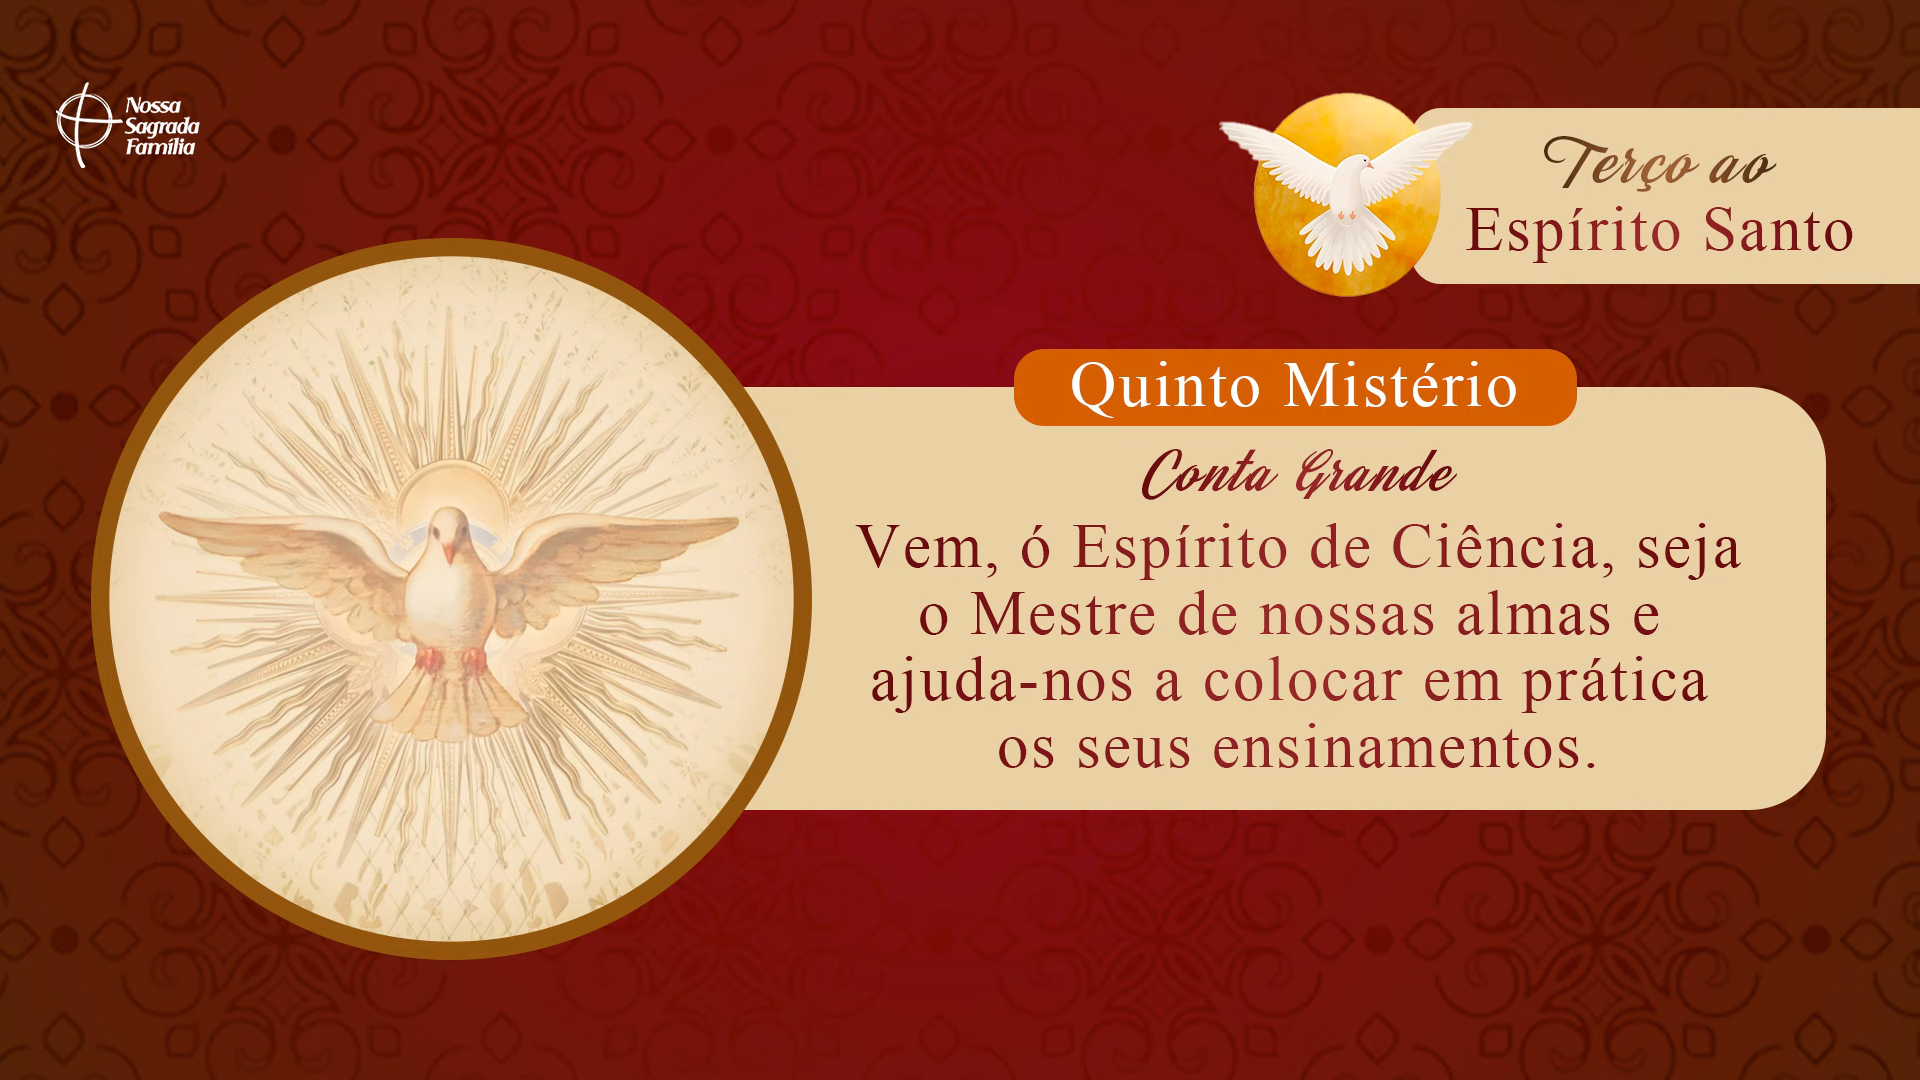 Nossa
Sagrada
Família
Terço ao
Espírito Santo
Quinto Mistério
Conta Grande
Vem, ó Espírito de Ciência, seja
o Mestre de nossas almas e
ajuda-nos a colocar em prática
os seus ensinamentos.